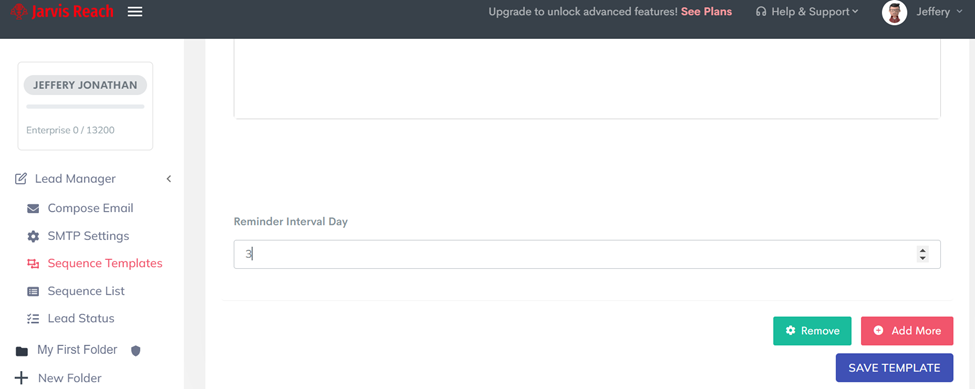 Jarvis Reach
Upgrade to unlock advanced features! See Plans
Help & Support
Jeffery
JEFFERY JONATHAN
Enterprise 0 / 13200
Lead Manager
Compose Email
SMTP Settings
Sequence Templates
Sequence List
Lead Status
My First Folder
New Folder
Reminder Interval Day
3
Remove
Add More
SAVE TEMPLATE